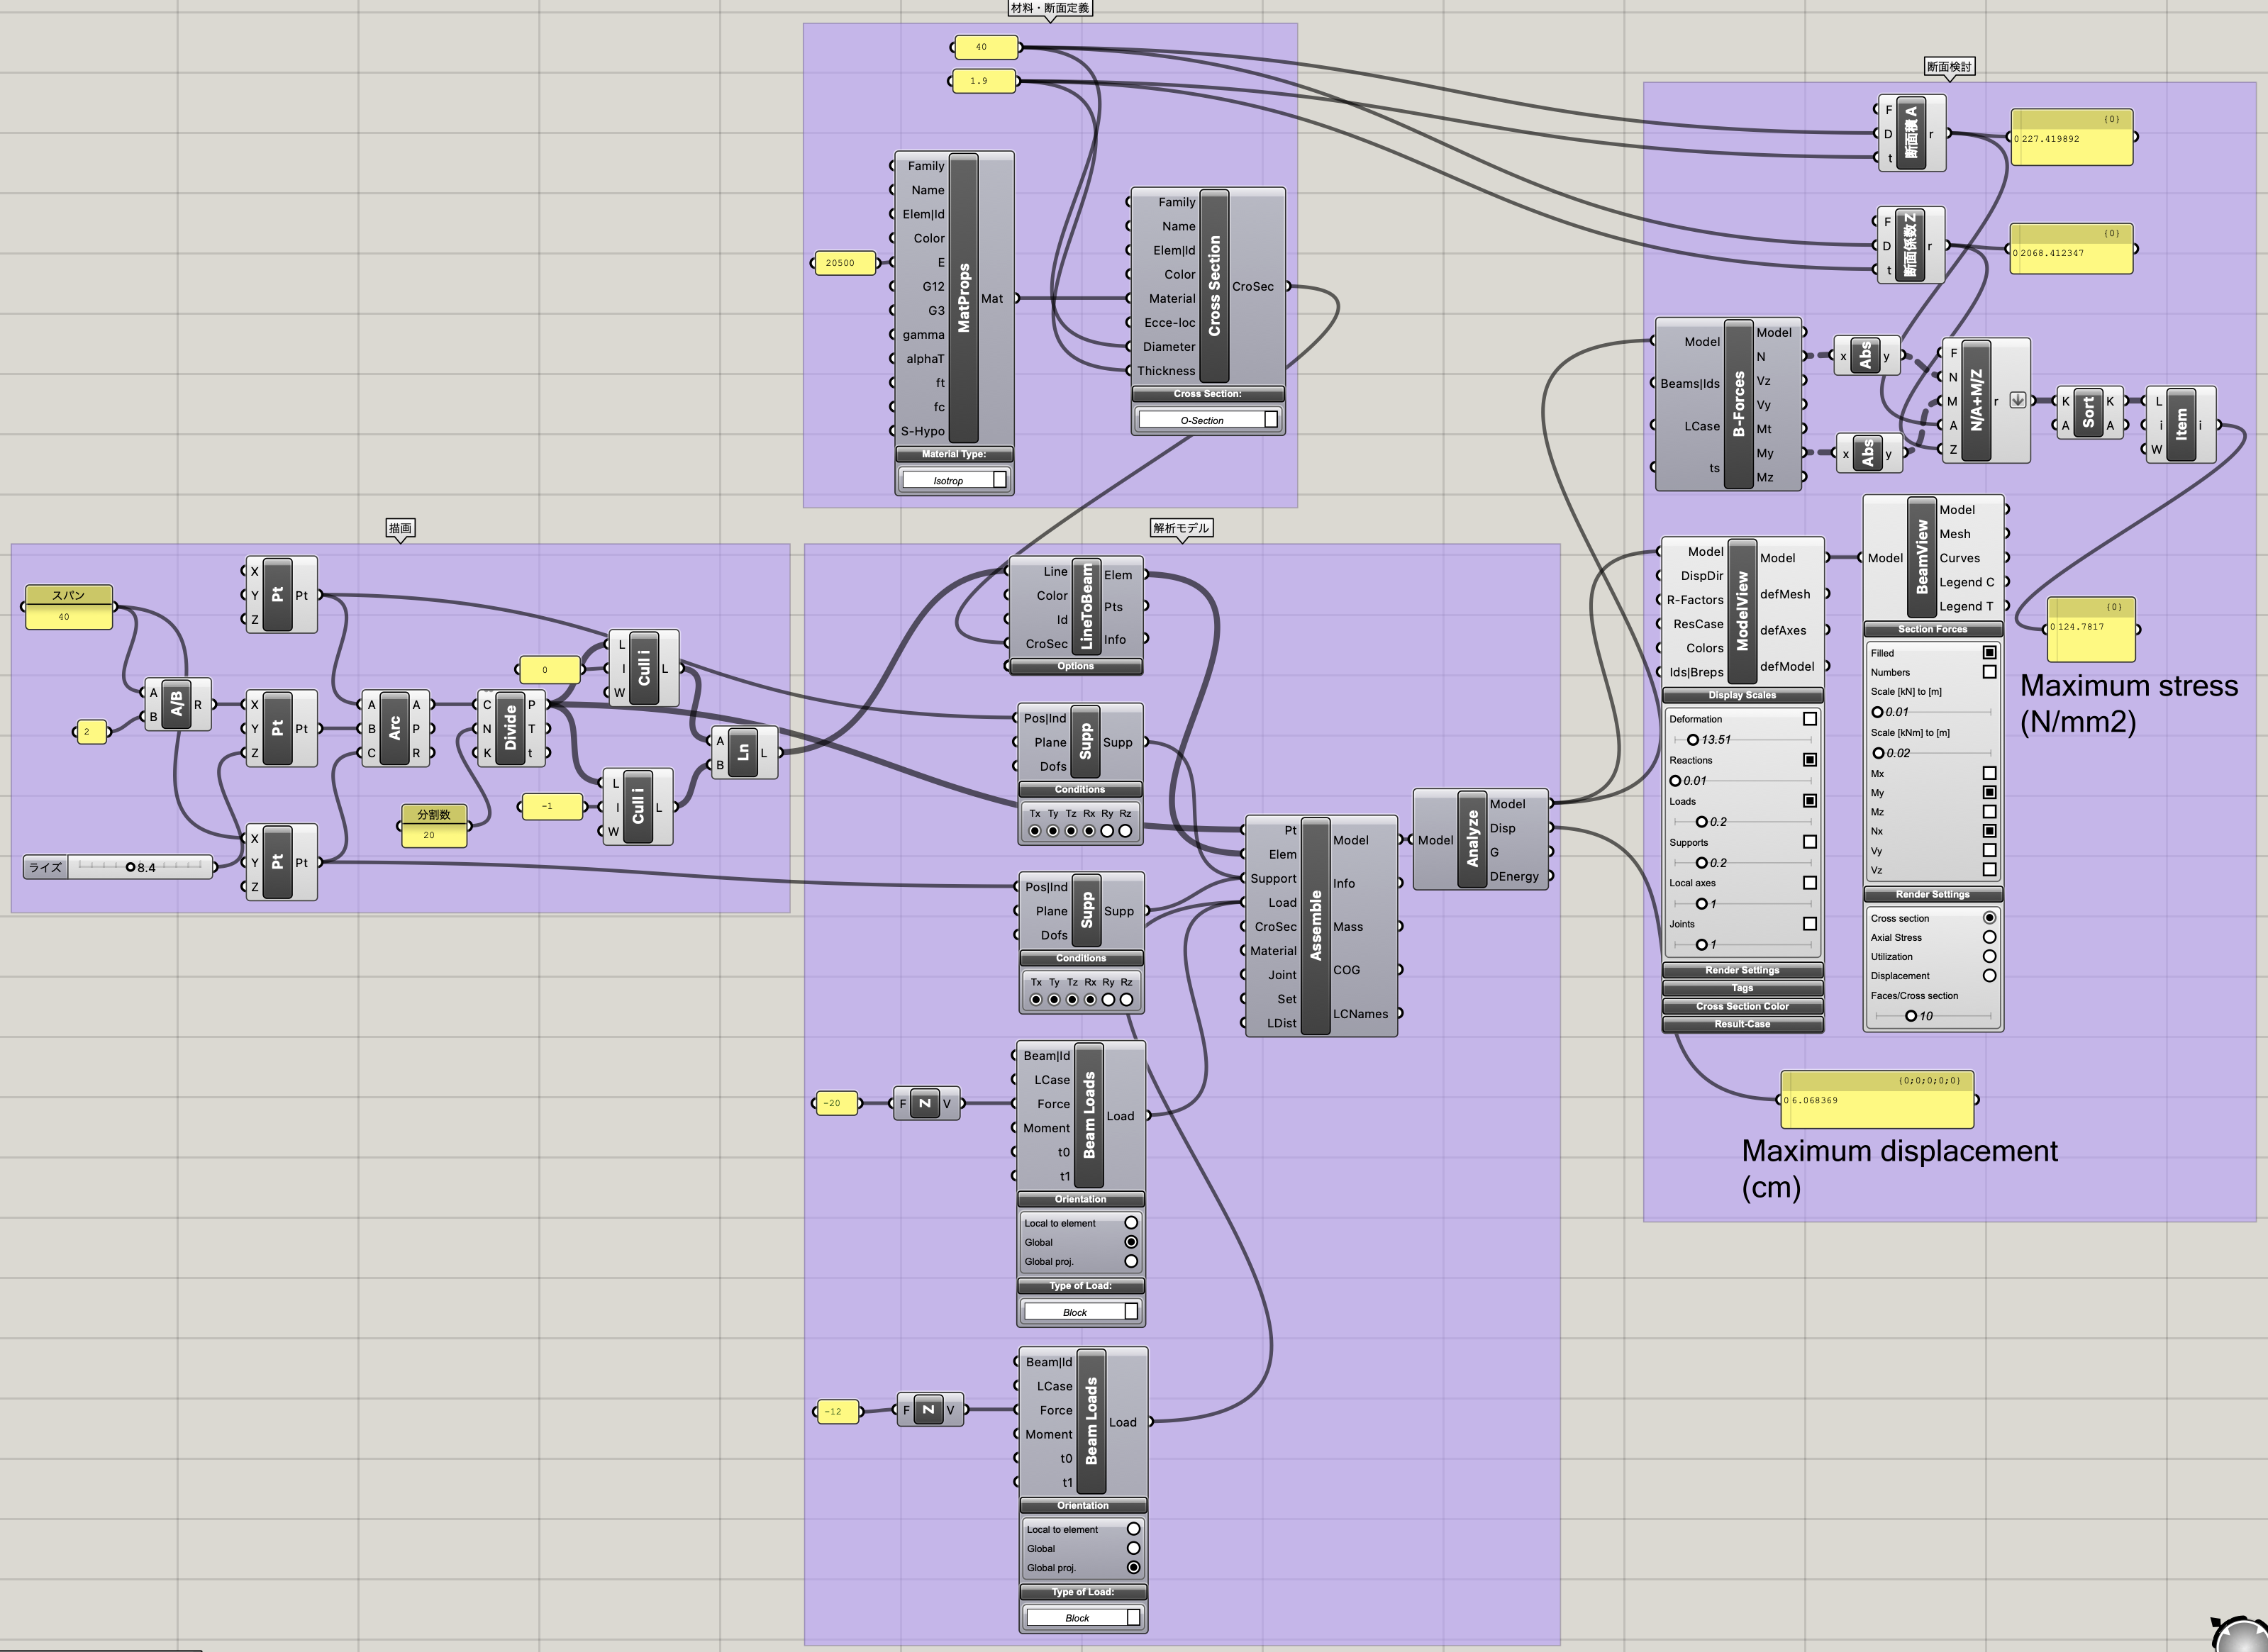 材料・断面定義
40
1.9
Family
Name
Elem|Id
Color
E
G12
G3
gamma
alphaT
ft
fc
S-Hypo
MatProps
Mat
Material Type:
Isotrop
20500
Family
Name
Elem|Id
Color
Material
Ecce-loc
Diameter
Thickness
Cross Section
CroSec
Cross Section:
O-Section
断面検討
F
D
t
断面積 A
r
{0}
0 227.419892
F
D
t
断面係数 Z
r
{0}
0 2068.412347
Model
Beams|Ids
LCase
ts
B-Forces
Model
N
Vz
Vy
Mt
My
Mz
x Abs y
x Abs y
F
N
M
A
Z
N/A+M/Z
r
K
A
Sort
K
A
L
i
W
Item
i
{0}
0 124.7817
Maximum stress
(N/mm2)
Model
DispDir
R-Factors
ResCase
Colors
Ids|Breps
ModelView
Model
defMesh
defAxes
defModel
Display Scales
Deformation
13.51
Reactions
0.01
Loads
0.2
Supports
0.2
Local axes
1
Joints
1
Render Settings
Tags
Cross Section Color
Result-Case
Model
BeamView
Model
Mesh
Curves
Legend C
Legend T
Section Forces
Filled
Numbers
Scale [kN] to [m]
0.01
Scale [kNm] to [m]
0.02
Mx
My
Mz
Nx
Vy
Vz
Render Settings
Cross section
Axial Stress
Utilization
Displacement
Faces/Cross section
10
{0;0;0;0;0}
0 6.068369
Maximum displacement
(cm)
描画
スパン
40
2
A
B
A/B
R
X
Y
Z
Pt
Pt
X
Y
Z
Pt
Pt
X
Y
Z
Pt
Pt
ライズ
8.4
A
B
C
Arc
A
P
R
分割数
20
C
N
K
Divide
P
T
t
0
-1
L
I
W
Cull i
L
L
I
W
Cull i
L
A
B
Ln
L
解析モデル
Line
Color
Id
CroSec
LineToBeam
Elem
Pts
Info
Options
Pos|Ind
Plane
Dofs
Supp
Supp
Conditions
Tx Ty Tz Rx Ry Rz
Pos|Ind
Plane
Dofs
Supp
Supp
Conditions
Tx Ty Tz Rx Ry Rz
-20
F Z V
Beam|Id
LCase
Force
Moment
t0
t1
Beam Loads
Load
Orientation
Local to element
Global
Global proj.
Type of Load:
Block
-12
F Z V
Beam|Id
LCase
Force
Moment
t0
t1
Beam Loads
Load
Orientation
Local to element
Global
Global proj.
Type of Load:
Block
Pt
Elem
Support
Load
CroSec
Material
Joint
Set
LDist
Assemble
Model
Info
Mass
COG
LCNames
Model
Analyze
Model
Disp
G
DEnergy